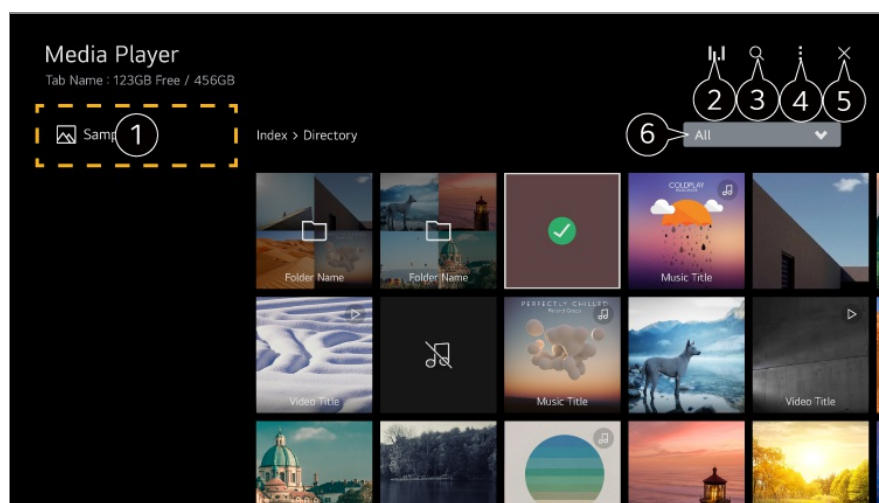 Media Player
Tab Name : 123GB Free / 456GB
2
3
4
5
1
Index > Directory
6
All
Folder Name
Folder Name
COLDPLAY
Music Title
PERFECTLY CHILLED
Music Title
Video Title
Video Title